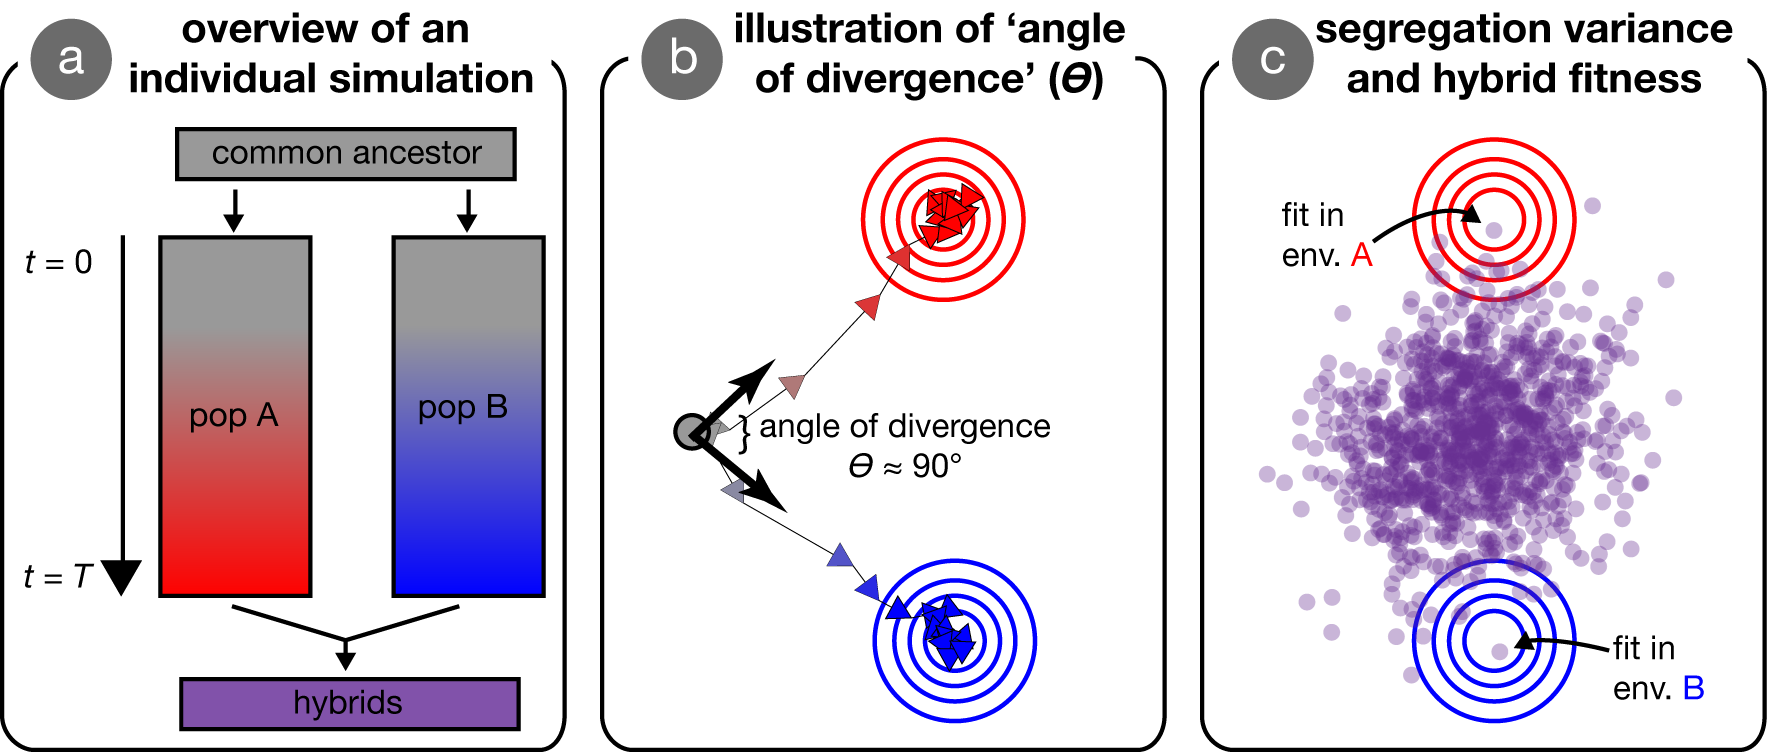 a
overview of an
individual simulation
common ancestor
t = 0
pop A
pop B
t = T
hybrids
b
illustration of ‘angle
of divergence’ (Θ)
} angle of divergence
Θ ≈ 90°
c
segregation variance
and hybrid fitness
fit in
env. A
fit in
env. B